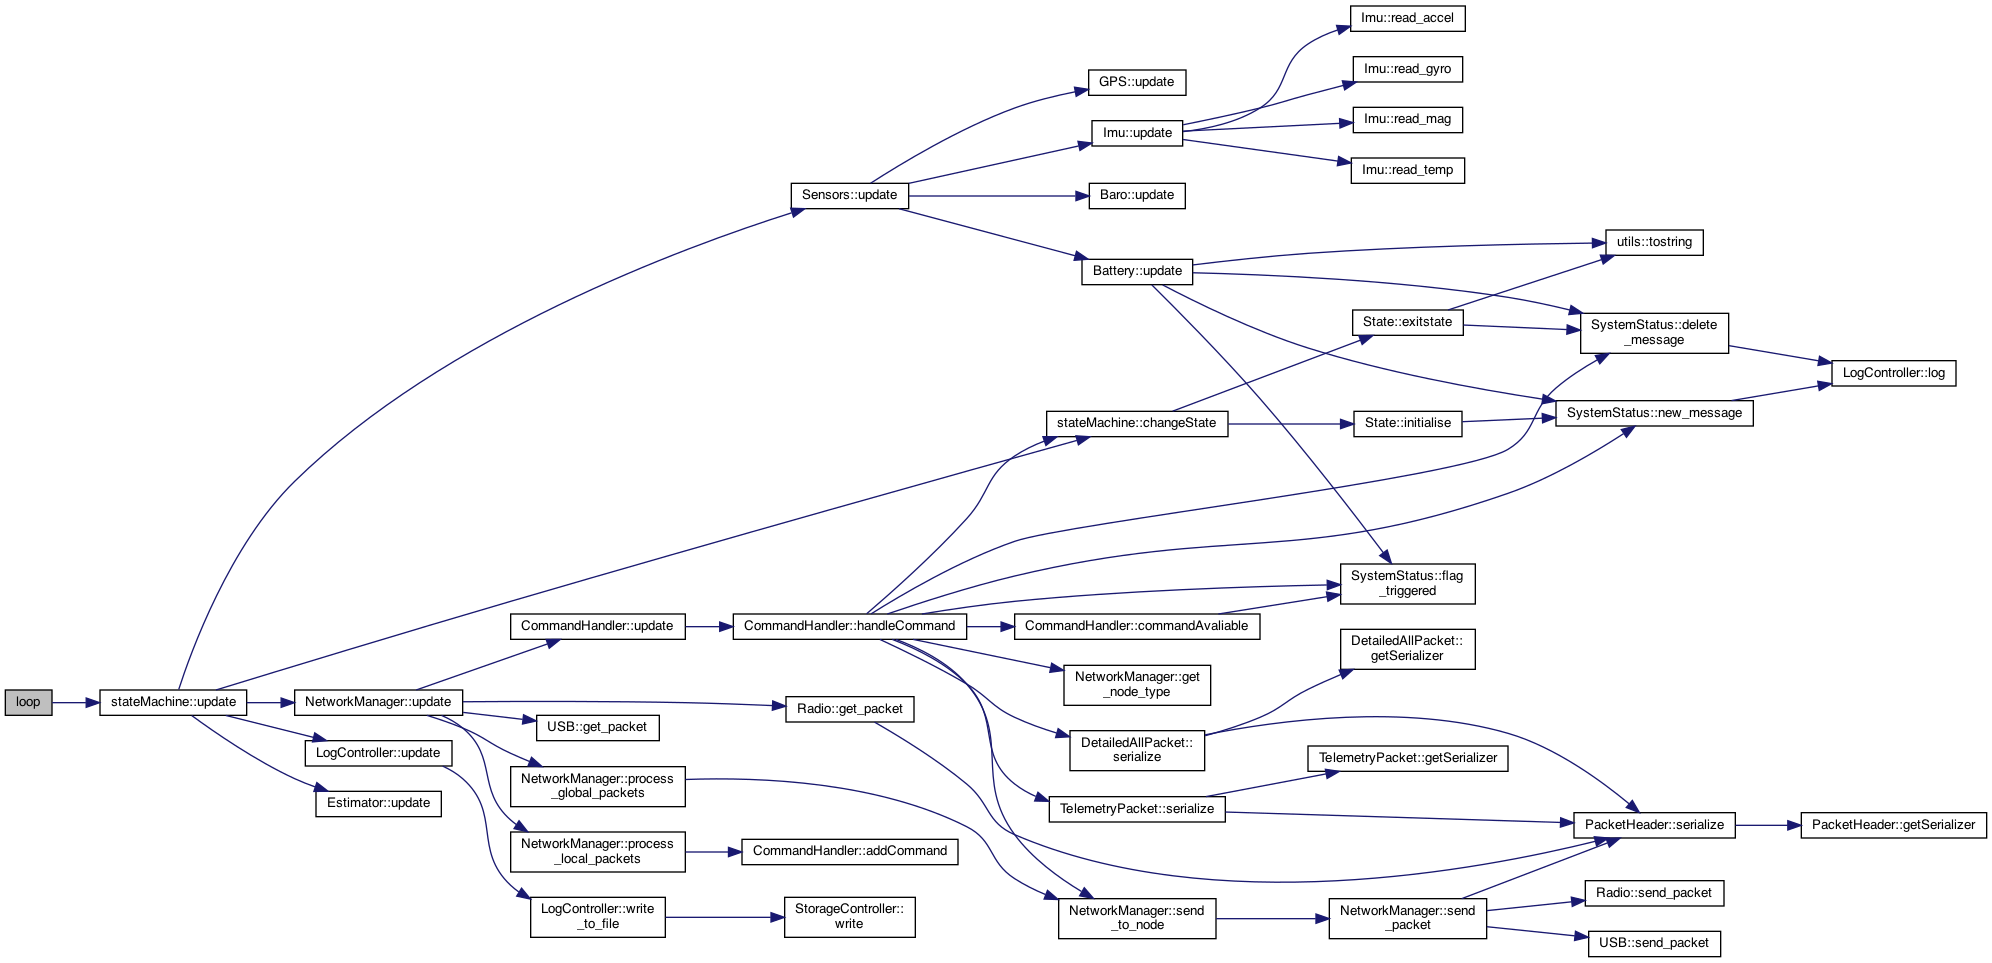 Imu::read_accel
Imu::read_gyro
GPS::update
Imu::read_mag
Imu::update
Imu::read_temp
Sensors::update
Baro::update
utils::tostring
Battery::update
State::exitstate
SystemStatus::delete
_message
LogController::log
stateMachine::changeState
State::initialise
SystemStatus::new_message
SystemStatus::flag
_triggered
CommandHandler::update
CommandHandler::handleCommand
CommandHandler::commandAvaliable
DetailedAllPacket::
getSerializer
NetworkManager::get
_node_type
loop
stateMachine::update
NetworkManager::update
Radio::get_packet
USB::get_packet
LogController::update
DetailedAllPacket::
serialize
TelemetryPacket::getSerializer
NetworkManager::process
_global_packets
Estimator::update
TelemetryPacket::serialize
PacketHeader::serialize
PacketHeader::getSerializer
NetworkManager::process
_local_packets
CommandHandler::addCommand
Radio::send_packet
LogController::write
_to_file
StorageController::
write
NetworkManager::send
_to_node
NetworkManager::send
_packet
USB::send_packet